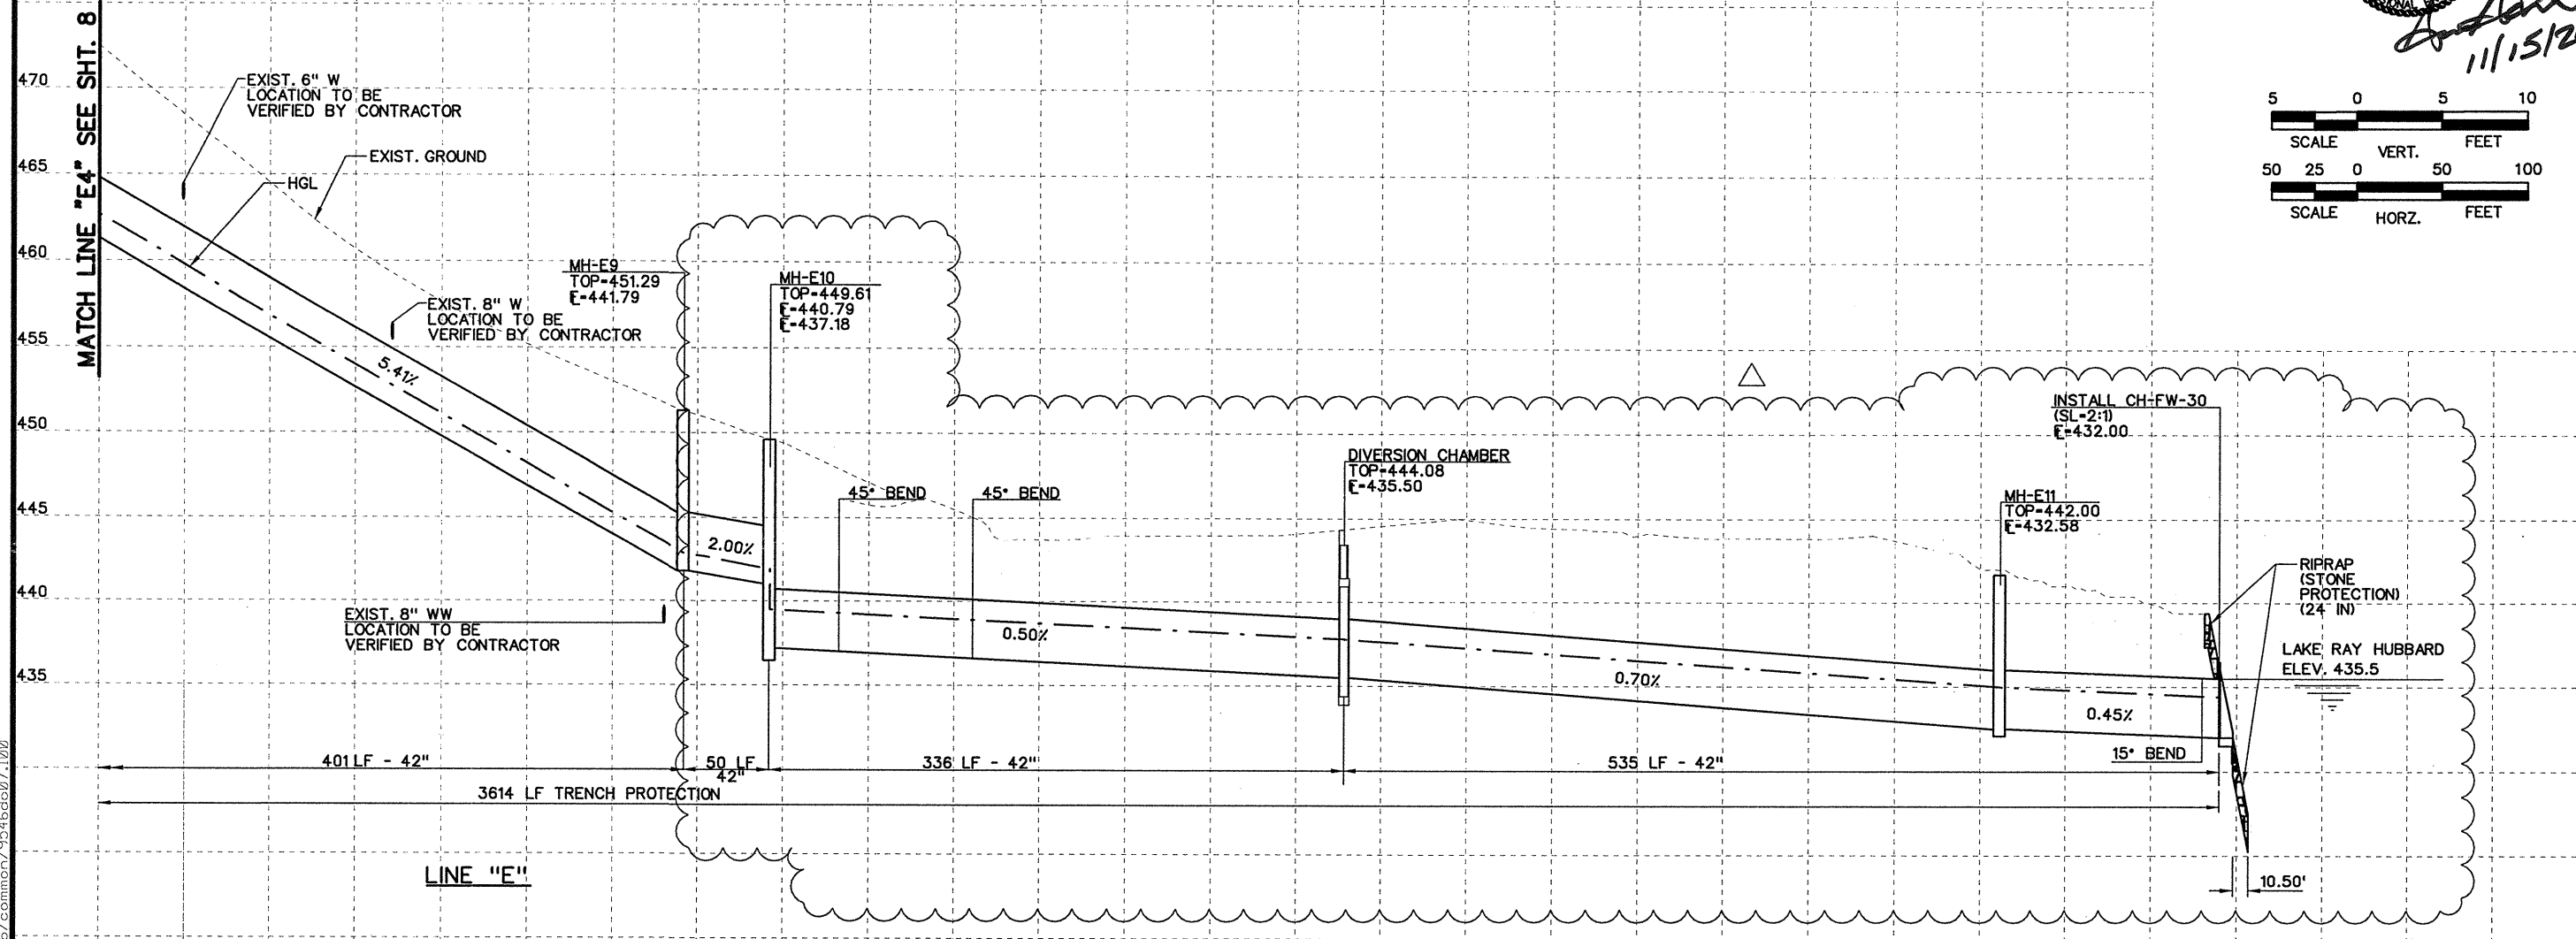 MATCH LINE "E4" SEE SHT. 8
470
465
460
455
450
445
440
435
EXIST. 6" W
LOCATION TO BE
VERIFIED BY CONTRACTOR
EXIST. GROUND
HGL
EXIST. 8" W
LOCATION TO BE
VERIFIED BY CONTRACTOR
5.41%
MH-E9
TOP=451.29
FL=441.79
MH-E10
TOP=449.61
FL=440.79
FL=437.18
2.00%
EXIST. 8" WW
LOCATION TO BE
VERIFIED BY CONTRACTOR
45° BEND
45° BEND
0.50%
DIVERSION CHAMBER
TOP=444.08
FL=435.50
0.70%
MH-E11
TOP=442.00
FL=432.58
INSTALL CH-FW-30
(SL=2:1)
FL=432.00
RIPRAP
(STONE
PROTECTION)
(24 IN)
LAKE RAY HUBBARD
ELEV. 435.5
0.45%
15° BEND
401 LF - 42"
50 LF
42"
336 LF - 42"
535 LF - 42"
3614 LF TRENCH PROTECTION
10.50'
LINE "E"
11/15/2
5 0 5 10
SCALE VERT. FEET
50 25 0 50 100
SCALE HORZ. FEET